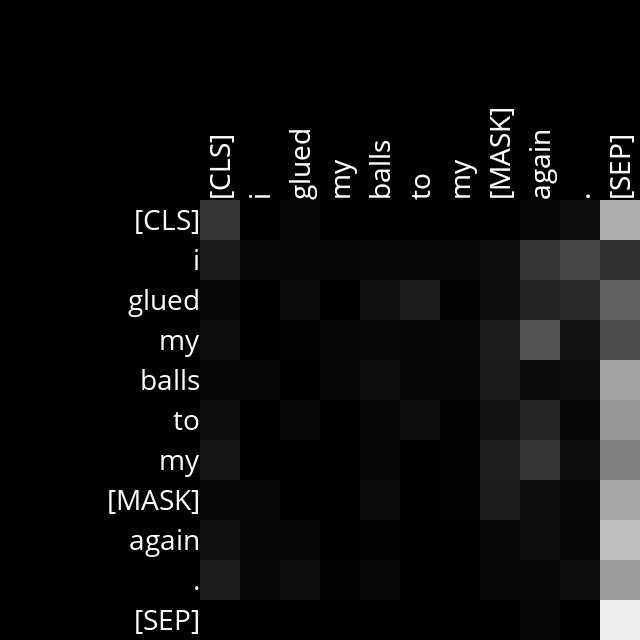 [CLS] i glued my balls to my [MASK] again . [SEP]
[CLS]
i
glued
my
balls
to
my
[MASK]
again
.
[SEP]